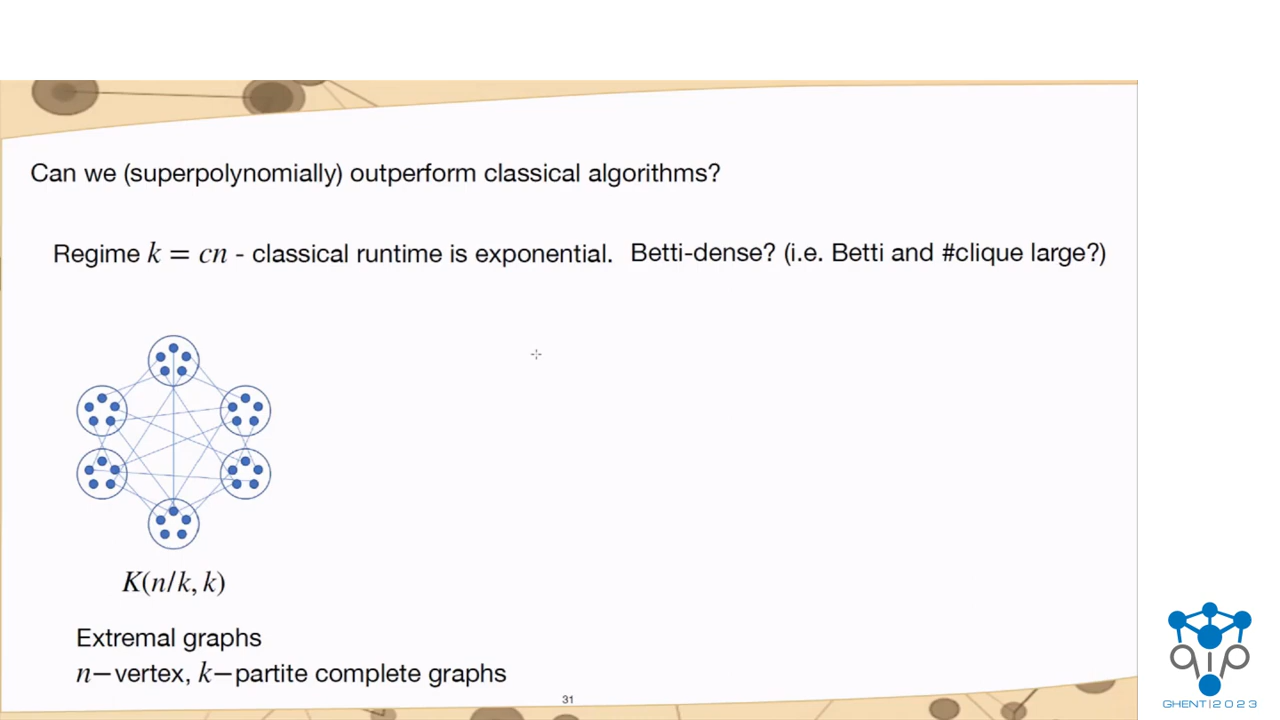 Can we (superpolynomially) outperform classical algorithms?
Regime k = cn - classical runtime is exponential. Betti-dense? (i.e. Betti and #clique large?)
K(n/k, k)
Extremal graphs
n–vertex, k–partite complete graphs
31
qip
GHENT|2023